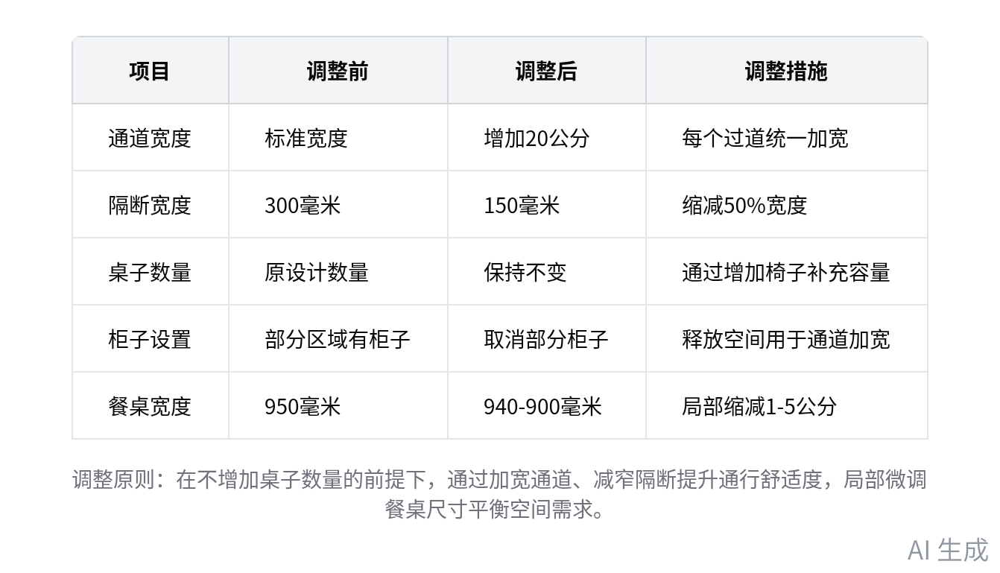 项目 调整前 调整后 调整措施
通道宽度 标准宽度 增加20公分 每个过道统一加宽
隔断宽度 300毫米 150毫米 缩减50%宽度
桌子数量 原设计数量 保持不变 通过增加椅子补充容量
柜子设置 部分区域有柜子 取消部分柜子 释放空间用于通道加宽
餐桌宽度 950毫米 940-900毫米 局部缩减1-5公分
调整原则：在不增加桌子数量的前提下，通过加宽通道、减窄隔断提升通行舒适度，局部微调
餐桌尺寸平衡空间需求。
AI 生成